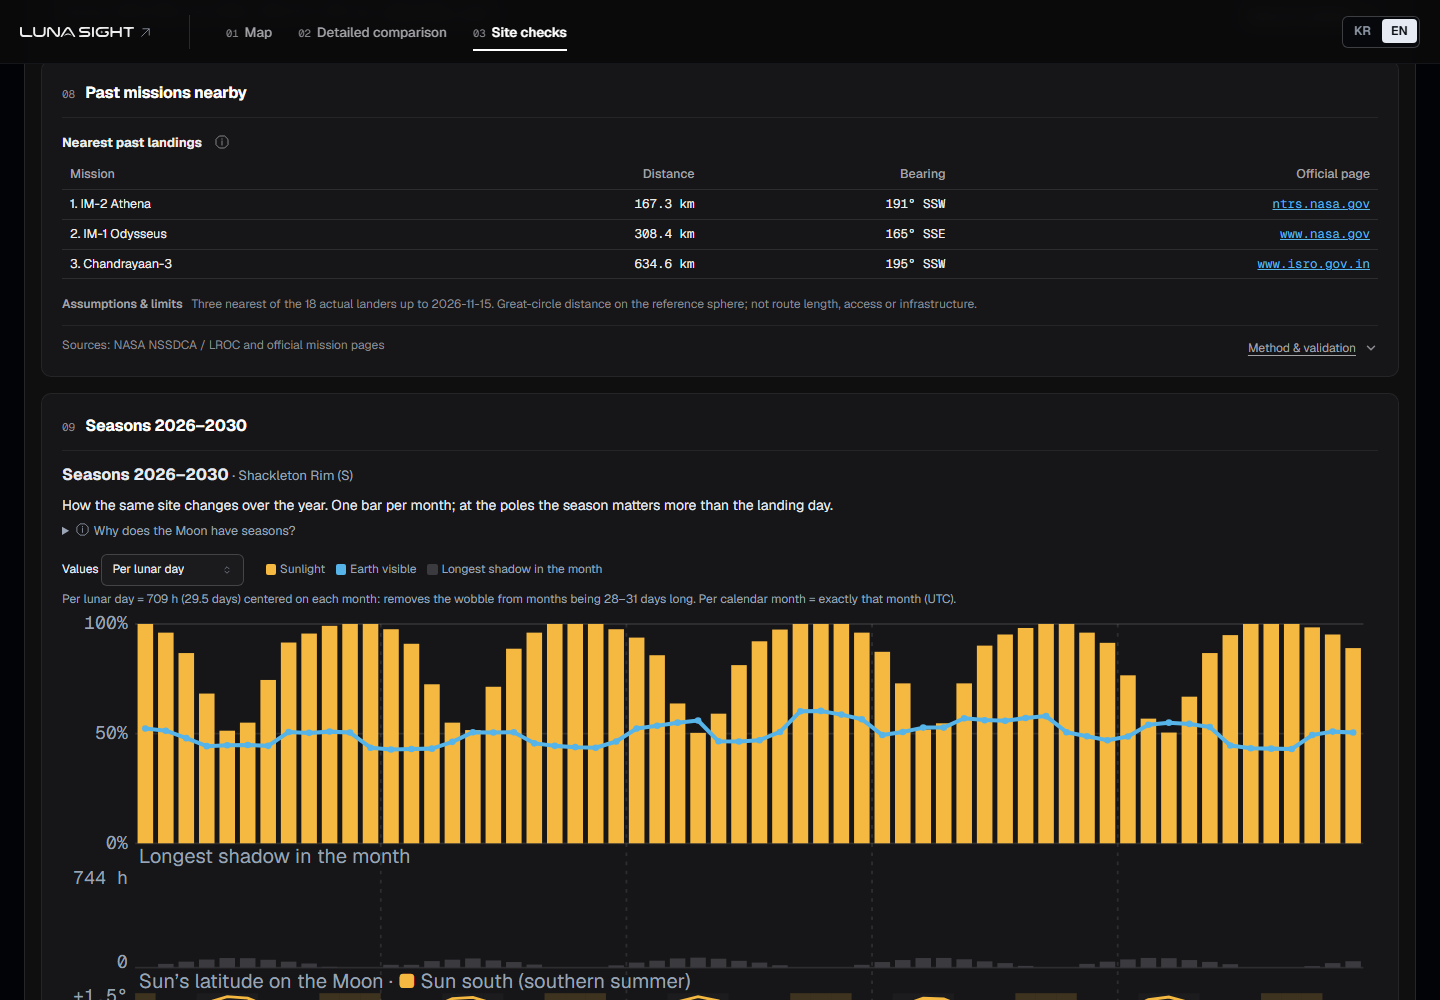 LUNA SIGHT
01 Map
02 Detailed comparison
03 Site checks
KR EN
08 Past missions nearby
Nearest past landings
Mission Distance Bearing Official page
1. IM-2 Athena 167.3 km 191° SSW ntrs.nasa.gov
2. IM-1 Odysseus 308.4 km 165° SSE www.nasa.gov
3. Chandrayaan-3 634.6 km 195° SSW www.isro.gov.in
Assumptions & limits Three nearest of the 18 actual landers up to 2026-11-15. Great-circle distance on the reference sphere; not route length, access or infrastructure.
Sources: NASA NSSDCA / LROC and official mission pages
Method & validation
09 Seasons 2026–2030
Seasons 2026–2030 · Shackleton Rim (S)
How the same site changes over the year. One bar per month; at the poles the season matters more than the landing day.
Why does the Moon have seasons?
Values Per lunar day Sunlight Earth visible Longest shadow in the month
Per lunar day = 709 h (29.5 days) centered on each month: removes the wobble from months being 28–31 days long. Per calendar month = exactly that month (UTC).
100%
50%
0%
Longest shadow in the month
744 h
0
Sun's latitude on the Moon · Sun south (southern summer)
+1.5°